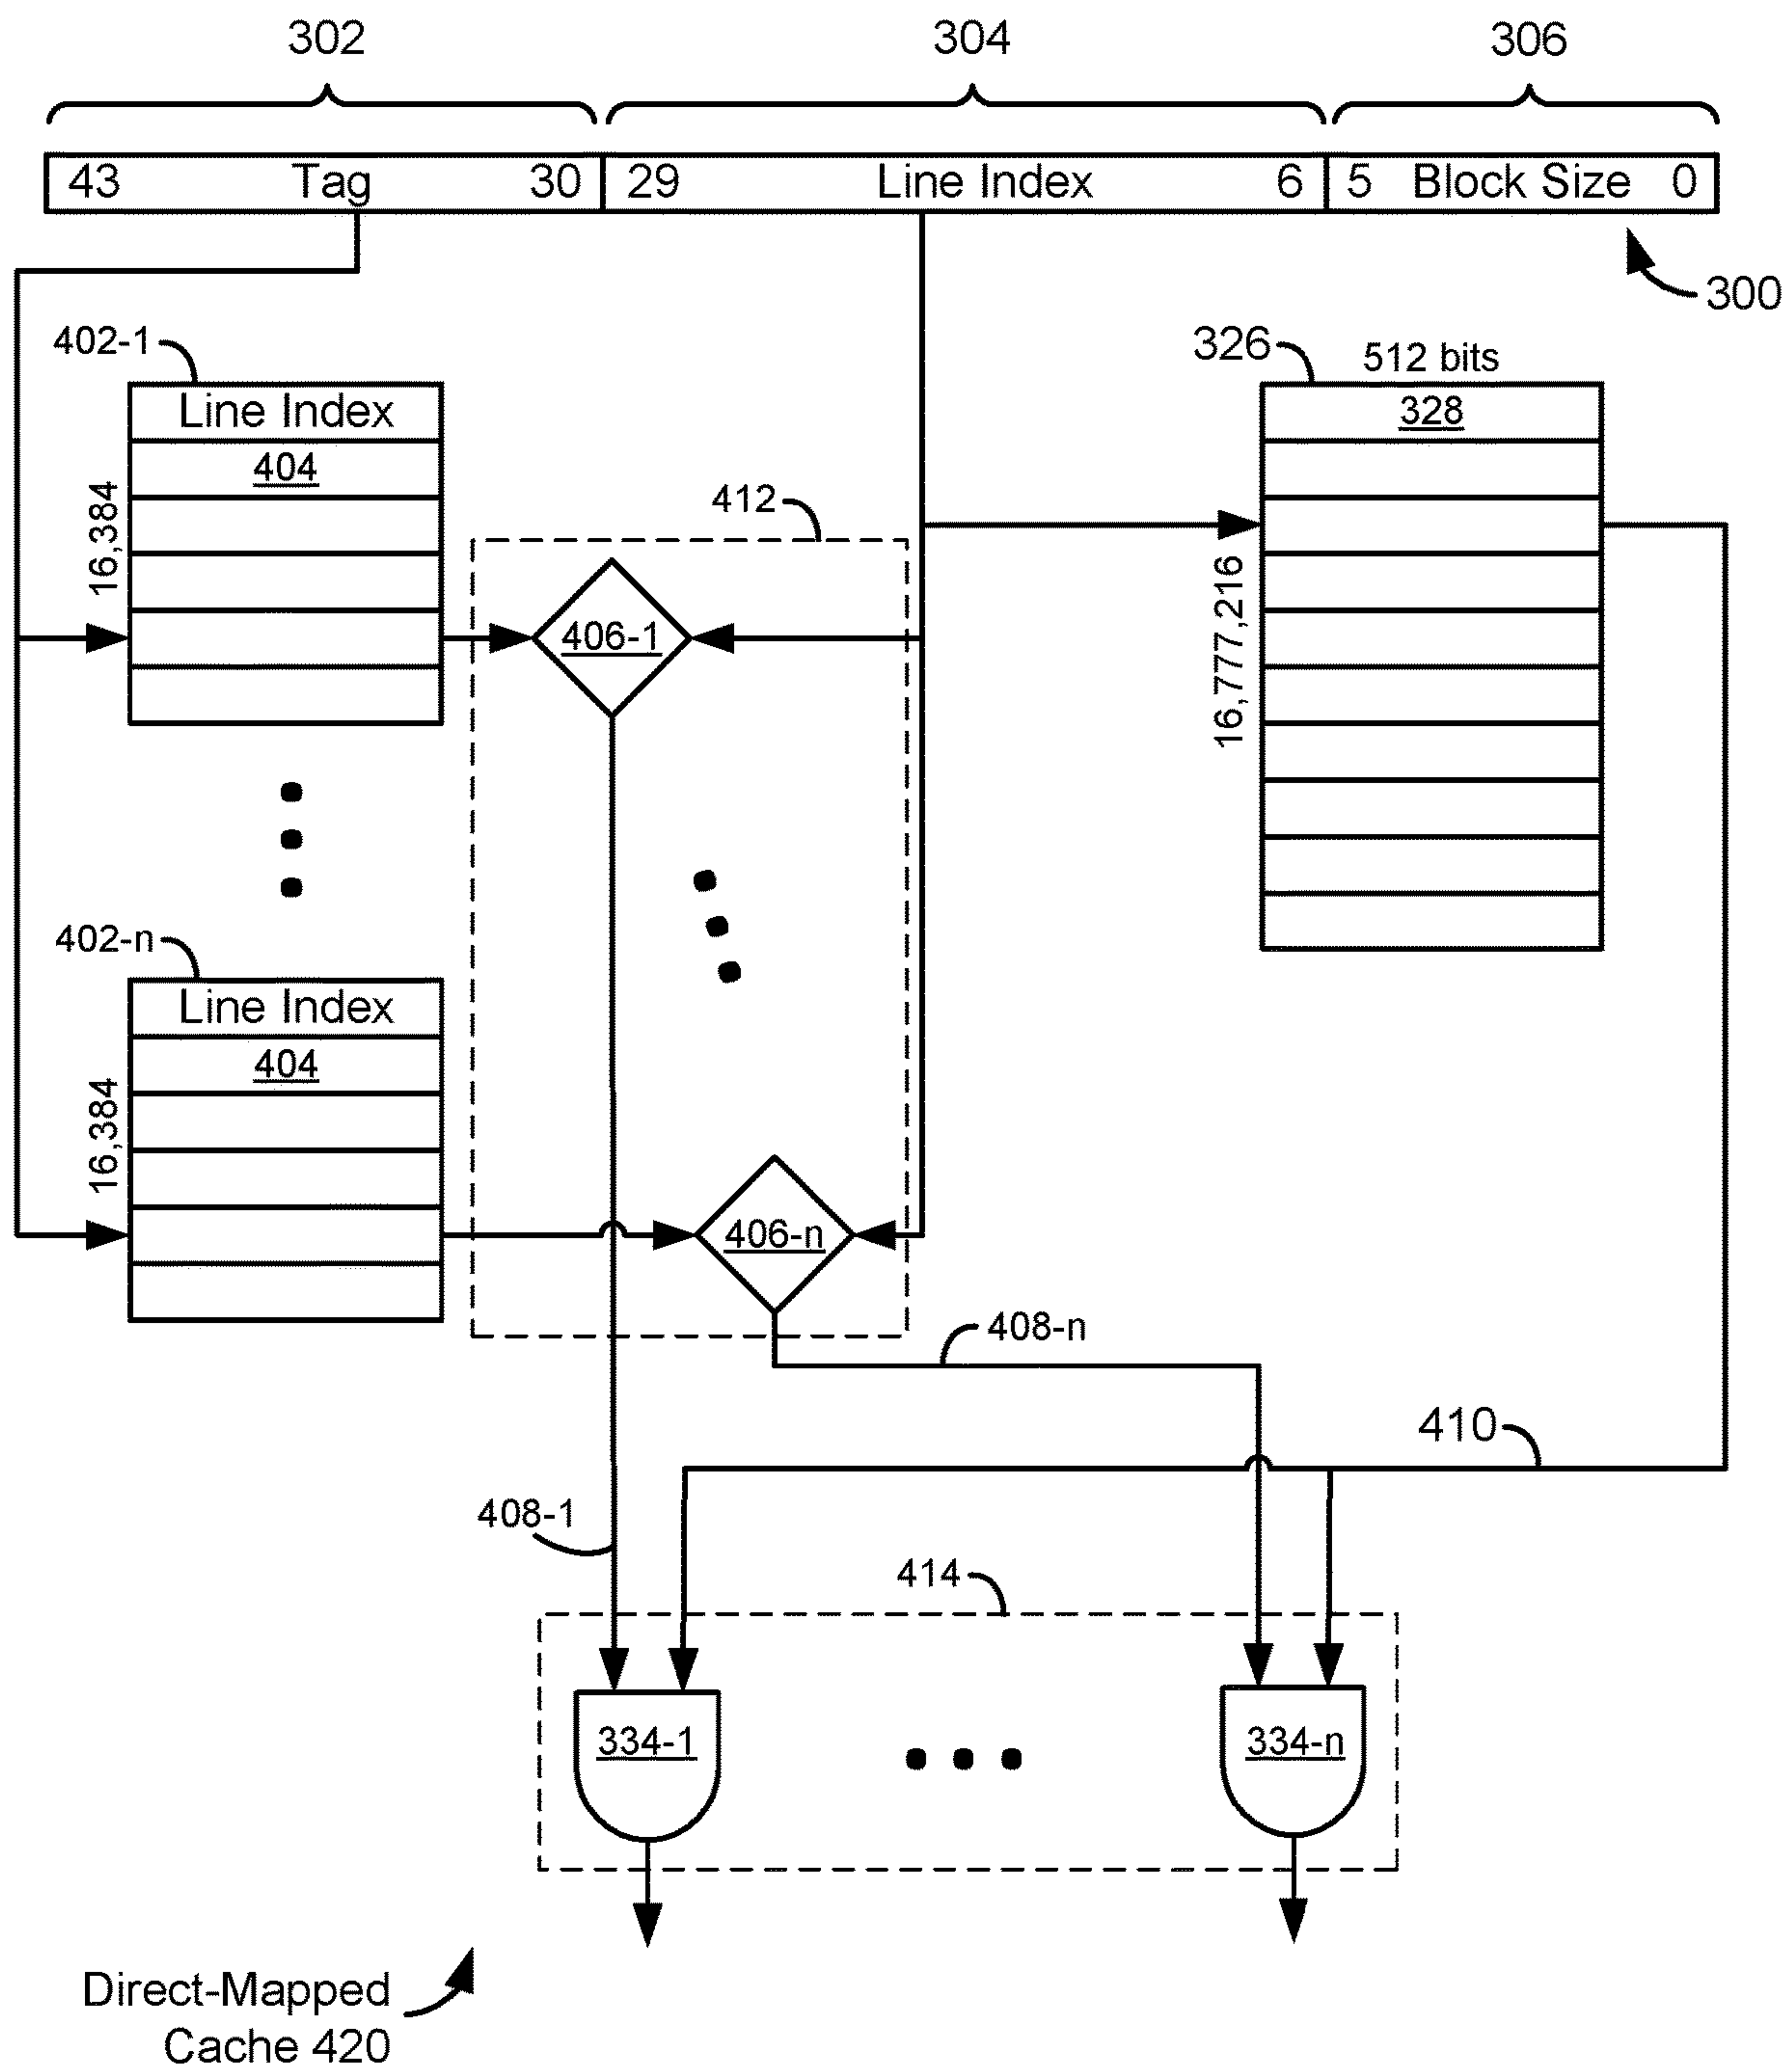 302 304 306
43 Tag 30 29 Line Index 6 5 Block Size 0
300
402-1
326 512 bits
Line Index
328
404
16,384
412
16,777,216
406-1
402-n
Line Index
404
16,384
406-n
408-n
410
408-1
414
334-1
334-n
Direct-Mapped
Cache 420